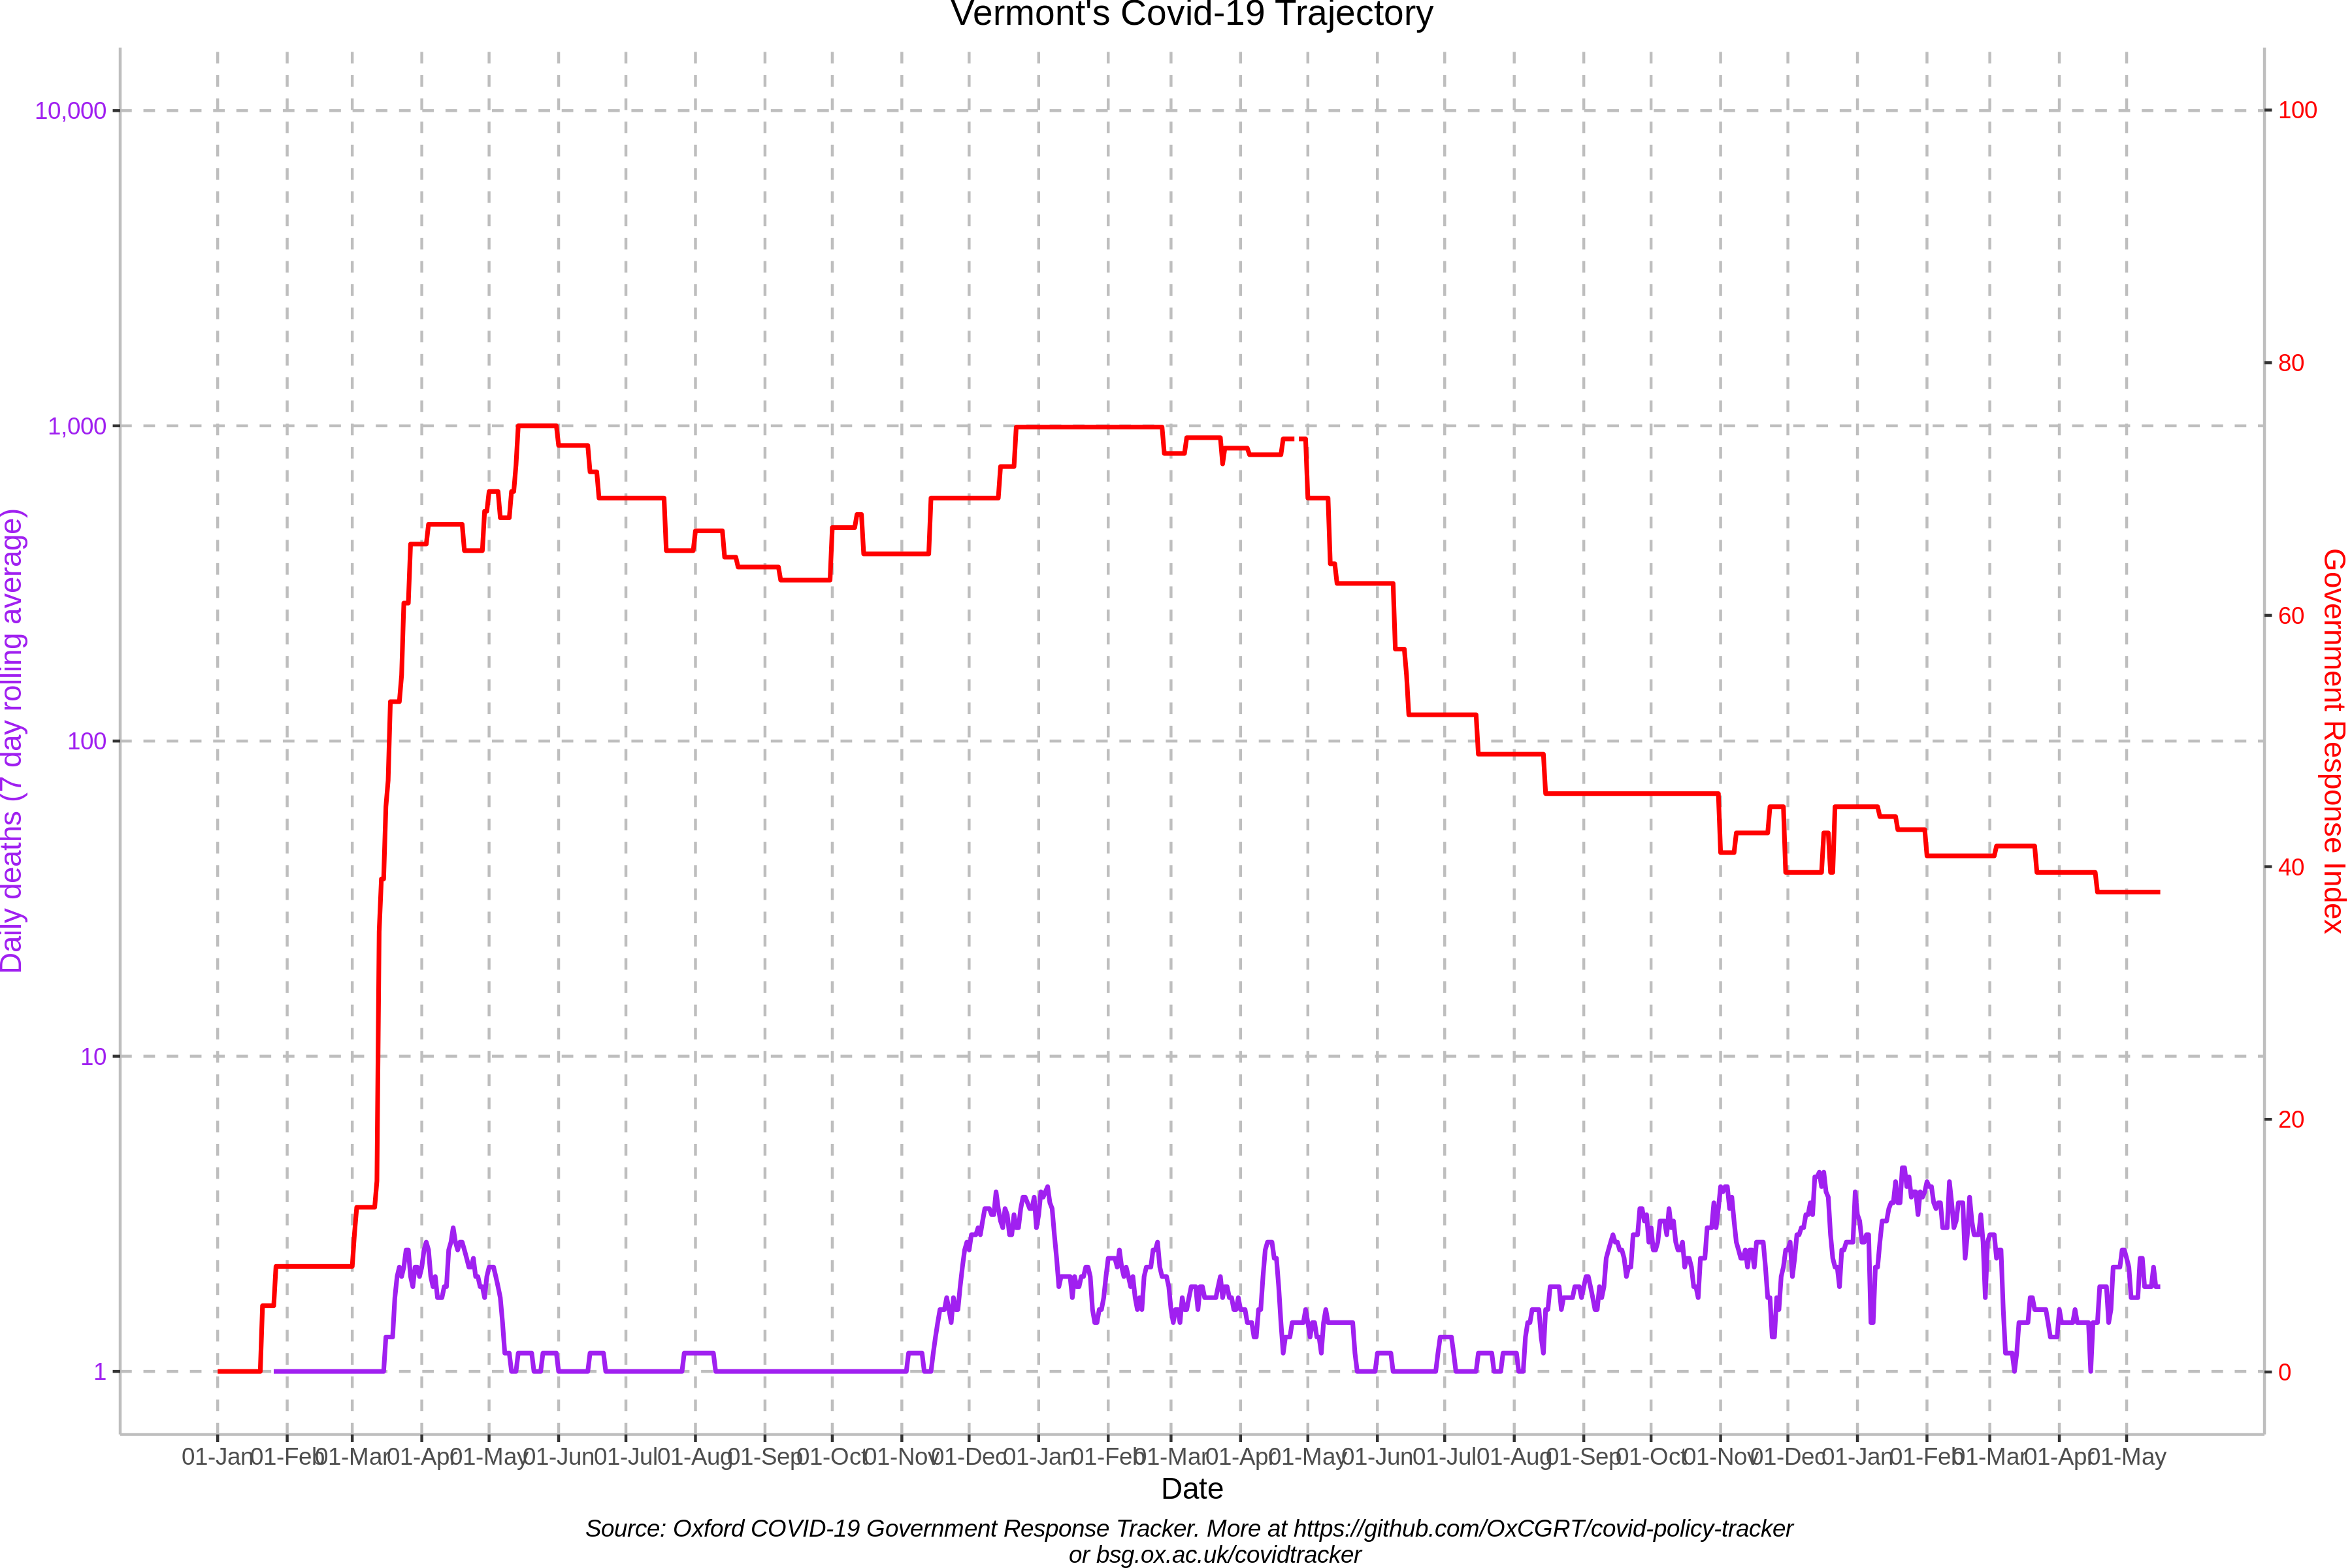 Vermont's Covid-19 Trajectory
10,000
1,000
100
10
1
Daily deaths (7 day rolling average)
100
80
60
40
20
0
Government Response Index
01-Jan 01-Feb 01-Mar 01-Apr 01-May 01-Jun 01-Jul 01-Aug 01-Sep 01-Oct 01-Nov 01-Dec 01-Jan 01-Feb 01-Mar 01-Apr 01-May 01-Jun 01-Jul 01-Aug 01-Sep 01-Oct 01-Nov 01-Dec 01-Jan 01-Feb 01-Mar 01-Apr 01-May
Date
Source: Oxford COVID-19 Government Response Tracker. More at https://github.com/OxCGRT/covid-policy-tracker
or bsg.ox.ac.uk/covidtracker